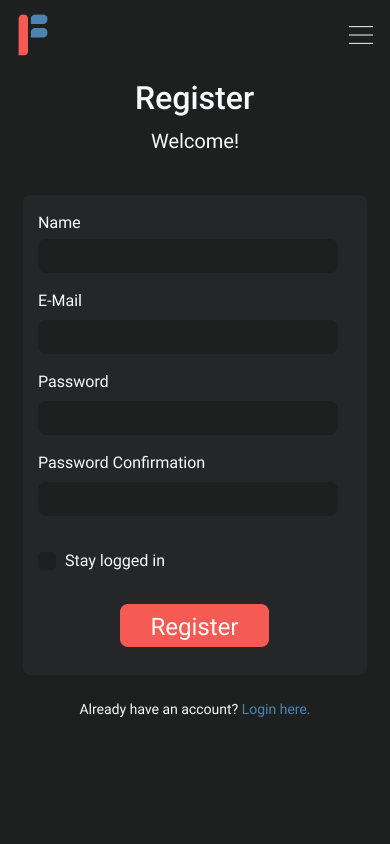 Register
Welcome!
Name
E-Mail
Password
Password Confirmation
Stay logged in
Register
Already have an account? Login here.